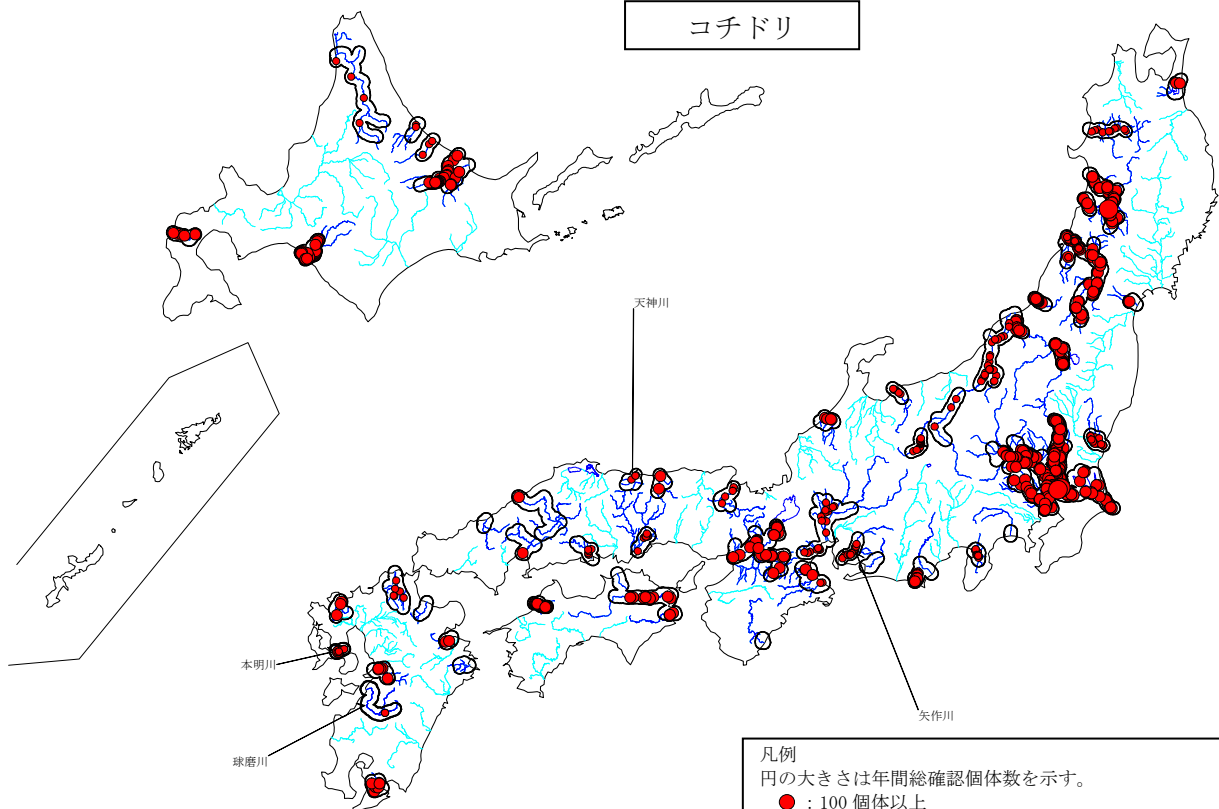 コチドリ
天神川
本明川
矢作川
球磨川
凡例
円の大きさは年間総確認個体数を示す。
：100 個体以上